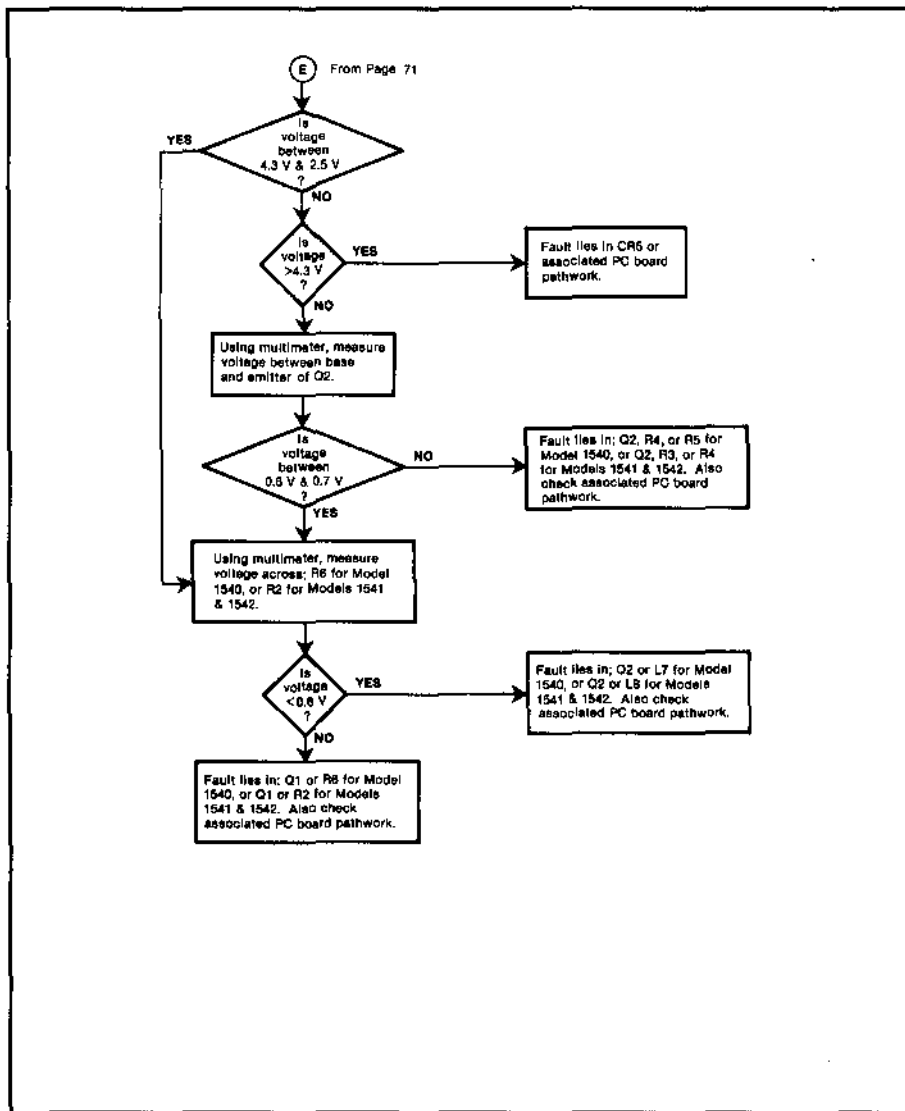 E From Page 71
Is
voltage
between
4.3 V & 2.5 V
?
YES
NO
Is
voltage
>4.3 V
?
YES
NO
Fault lies in CR5 or
associated PC board
pathwork.
Using multimeter, measure
voltage between base
and emitter of Q2.
Is
voltage
between
0.6 V & 0.7 V
?
NO
YES
Fault lies in; Q2, R4, or R5 for
Model 1540, or Q2, R3, or R4
for Models 1541 & 1542. Also
check associated PC board
pathwork.
Using multimeter, measure
voltage across; R6 for Model
1540, or R2 for Models 1541
& 1542.
Is
voltage
<0.6 V
?
YES
NO
Fault lies in; Q2 or L7 for Model
1540, or Q2 or L6 for Models
1541 & 1542. Also check
associated PC board pathwork.
Fault lies in: Q1 or R6 for Model
1540, or Q1 or R2 for Models
1541 & 1542. Also check
associated PC board pathwork.